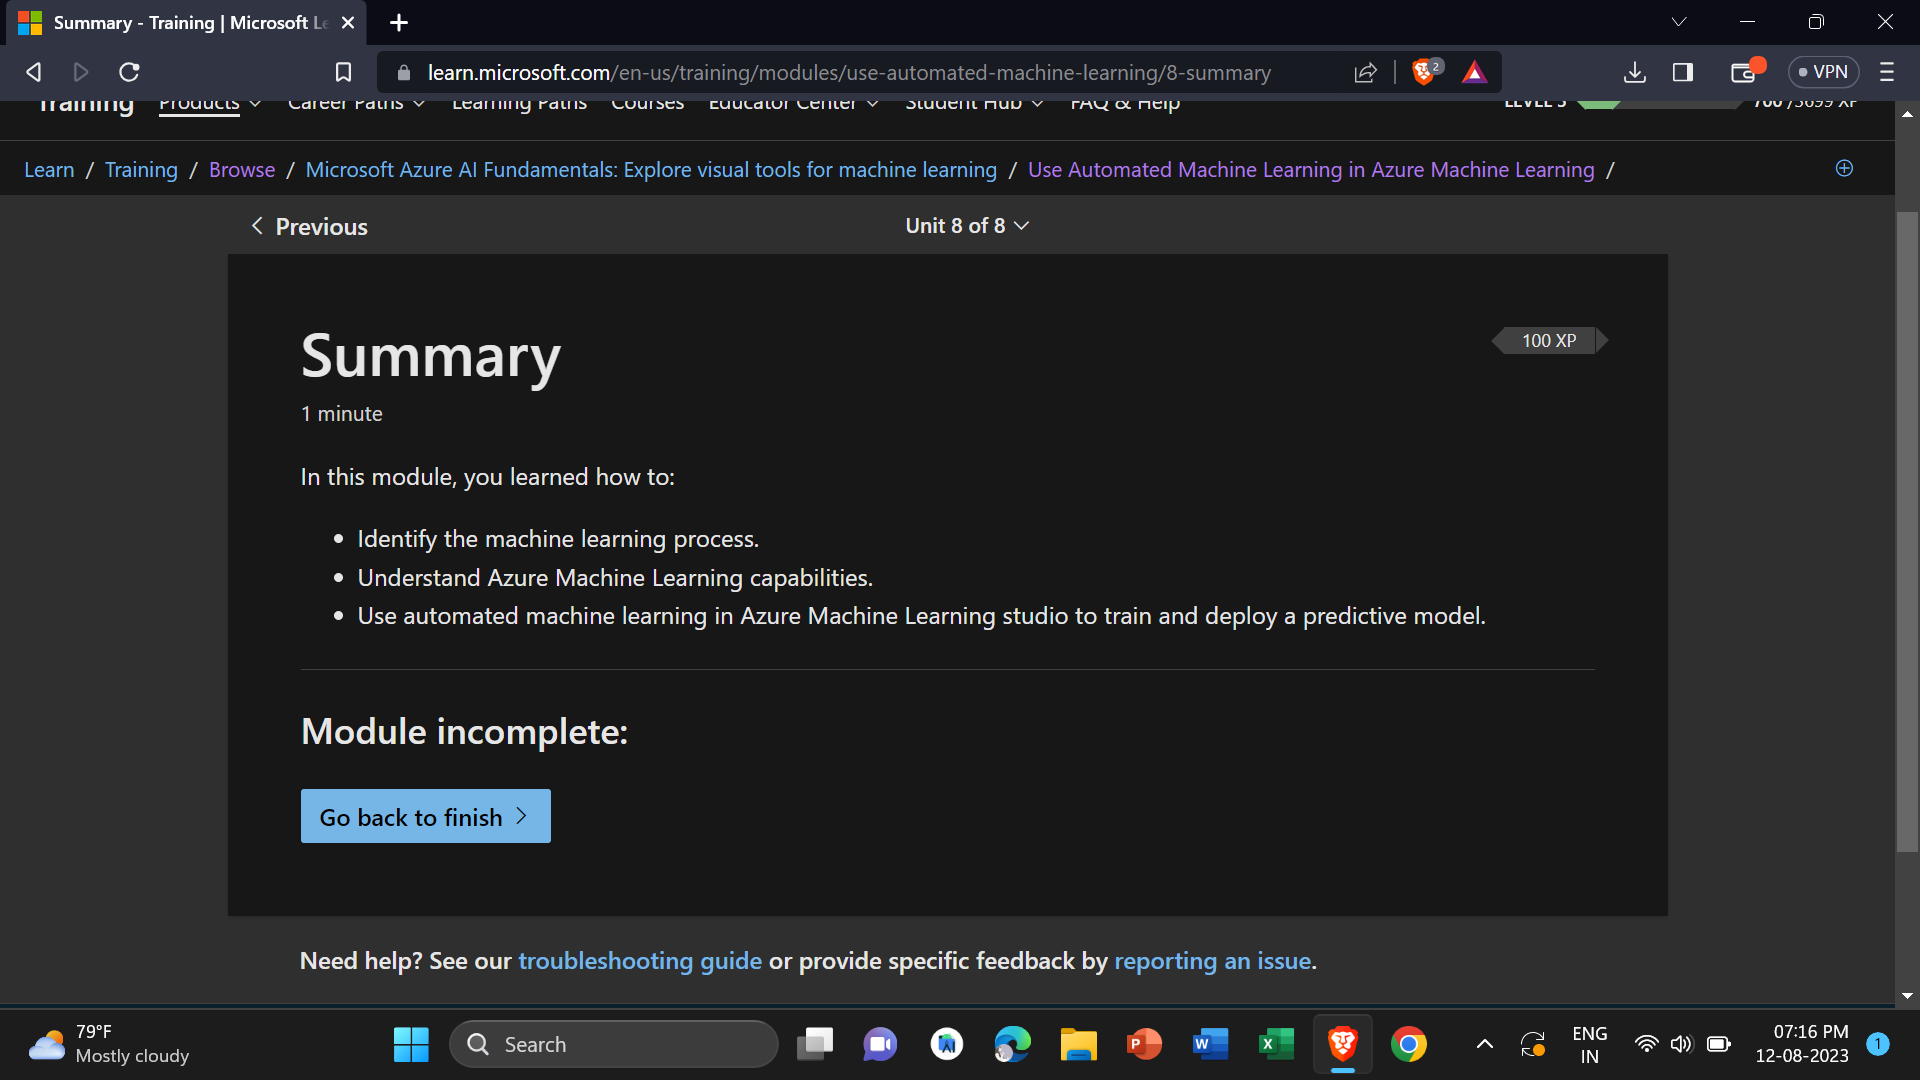 Summary - Training | Microsoft Le
learn.microsoft.com/en-us/training/modules/use-automated-machine-learning/8-summary
2
VPN
Training Products Career Paths Learning Paths Courses Educator Center Student Hub FAQ & Help LEVEL 3 700 /3699 XP
Learn / Training / Browse / Microsoft Azure AI Fundamentals: Explore visual tools for machine learning / Use Automated Machine Learning in Azure Machine Learning /
Previous
Unit 8 of 8
Summary
100 XP
1 minute
In this module, you learned how to:
• Identify the machine learning process.
• Understand Azure Machine Learning capabilities.
• Use automated machine learning in Azure Machine Learning studio to train and deploy a predictive model.
Module incomplete:
Go back to finish
Need help? See our troubleshooting guide or provide specific feedback by reporting an issue.
79°F
Mostly cloudy
Search
ENG
IN
07:16 PM
12-08-2023
1